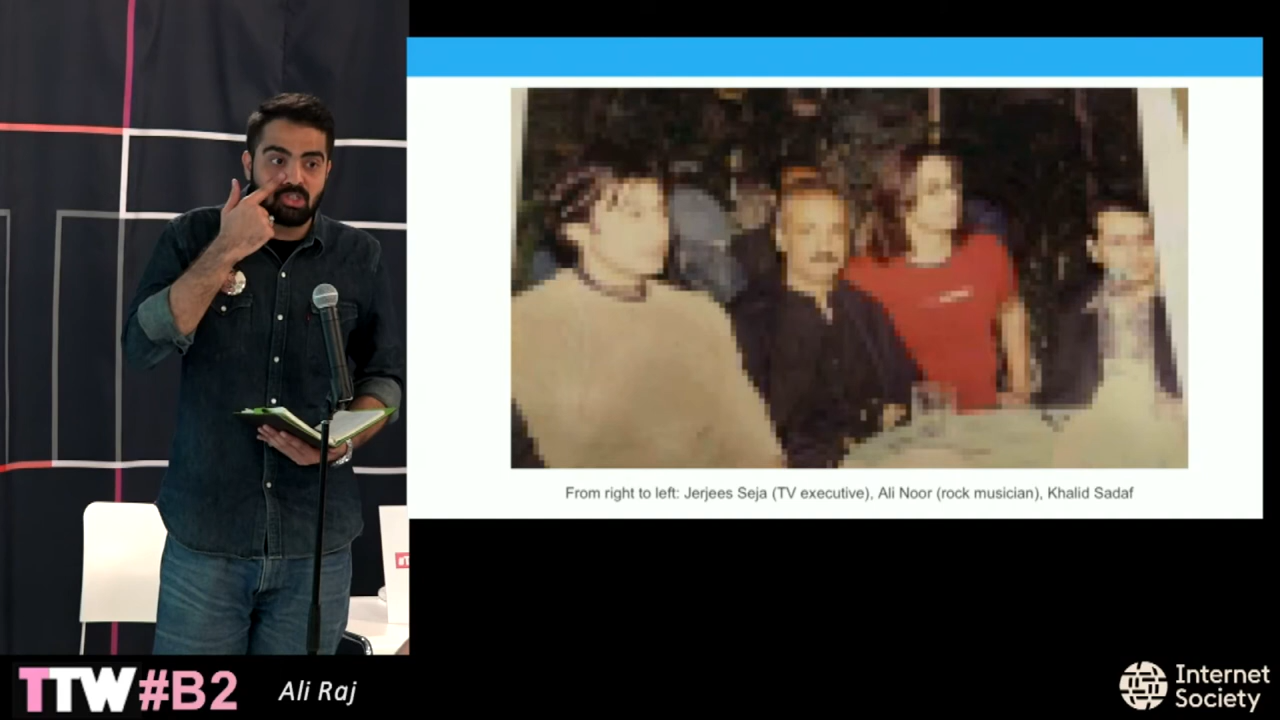 From right to left: Jerjees Seja (TV executive), Ali Noor (rock musician), Khalid Sadaf
TTW#B2
Ali Raj
Internet
Society